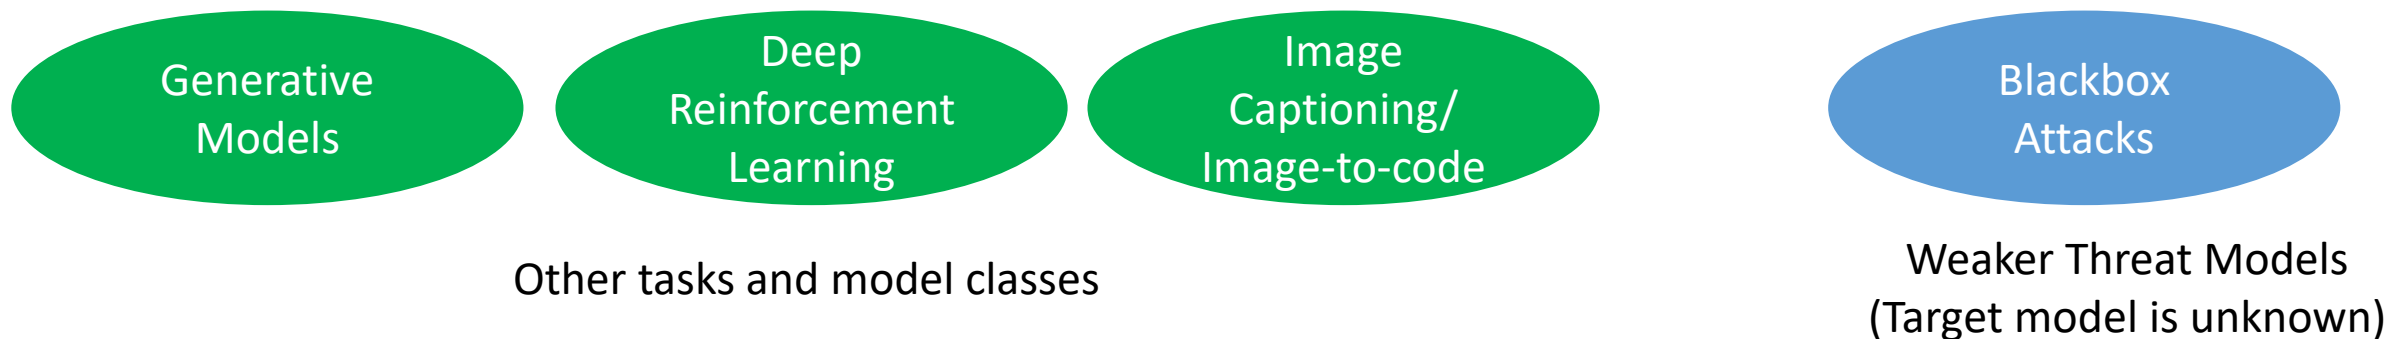 Generative
Models
Deep
Reinforcement
Learning
Image
Captioning/
Image-to-code
Blackbox
Attacks
Other tasks and model classes
Weaker Threat Models
(Target model is unknown)